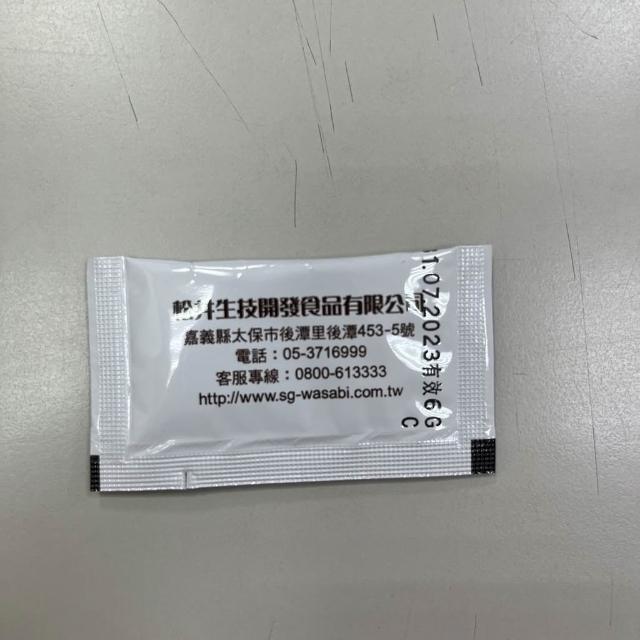 松井生技開發食品有限公司
嘉義縣太保市後潭里後潭453-5號
電話：05-3716999
客服專線：0800-613333
http://www.sg-wasabi.com.tw
1.07.2023有效6G
C